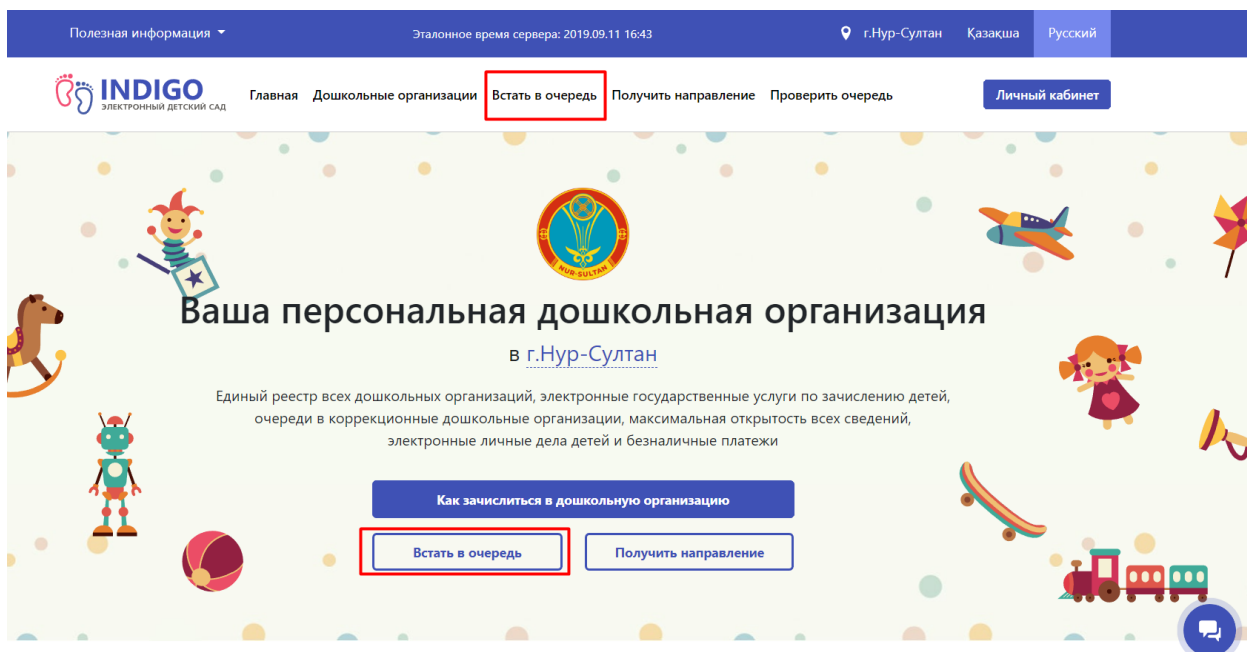 Полезная информация
Эталонное время сервера: 2019.09.11 16:43
г.Нур-Султан
Қазақша
Русский
INDIGO
ЭЛЕКТРОННЫЙ ДЕТСКИЙ САД
Главная
Дошкольные организации
Встать в очередь
Получить направление
Проверить очередь
Личный кабинет
NUR-SULTAN
Ваша персональная дошкольная организация
в г.Нур-Султан
Единый реестр всех дошкольных организаций, электронные государственные услуги по зачислению детей,
очереди в коррекционные дошкольные организации, максимальная открытость всех сведений,
электронные личные дела детей и безналичные платежи
Как зачислиться в дошкольную организацию
Встать в очередь
Получить направление